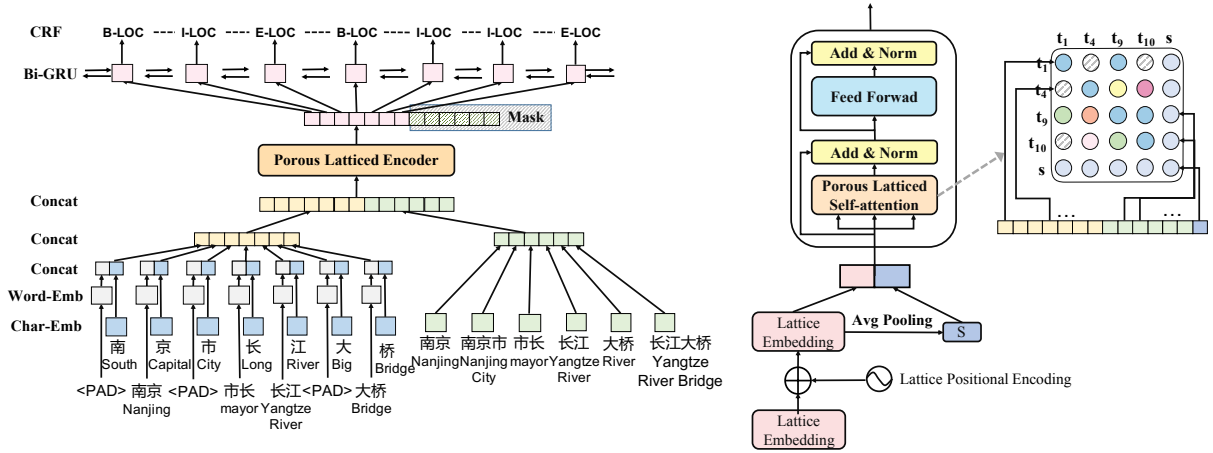 CRF
B-LOC I-LOC E-LOC B-LOC I-LOC I-LOC E-LOC
Bi-GRU
Mask
Porous Latticed Encoder
Concat
Concat
Concat
Word-Emb
Char-Emb
南 京 市 长 江 大 桥
South Capital City Long River Big Bridge
<PAD> 南京 <PAD> 市长 长江 <PAD> 大桥
Nanjing mayor Yangtze River Bridge
南京 南京市 市长 长江 大桥 长江大桥
Nanjing Nanjing City mayor Yangtze River River Yangtze River Bridge
Add & Norm
Feed Forwad
Add & Norm
Porous Latticed
Self-attention
Lattice
Embedding
Avg Pooling
S
Lattice Positional Encoding
Lattice
Embedding
t1 t4 t9 t10 s
t1
t4
t9
t10
s
... ...